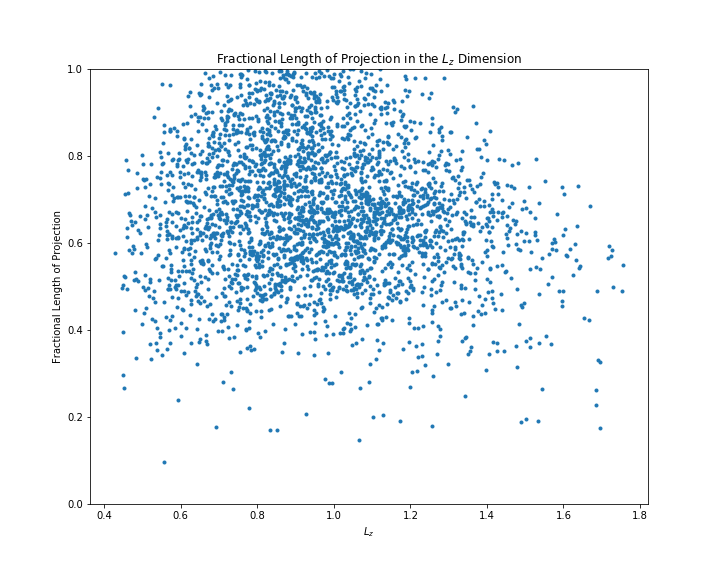 Fractional Length of Projection in the L_z Dimension
Fractional Length of Projection
1.0
0.8
0.6
0.4
0.2
0.0
0.4 0.6 0.8 1.0 1.2 1.4 1.6 1.8
L_z